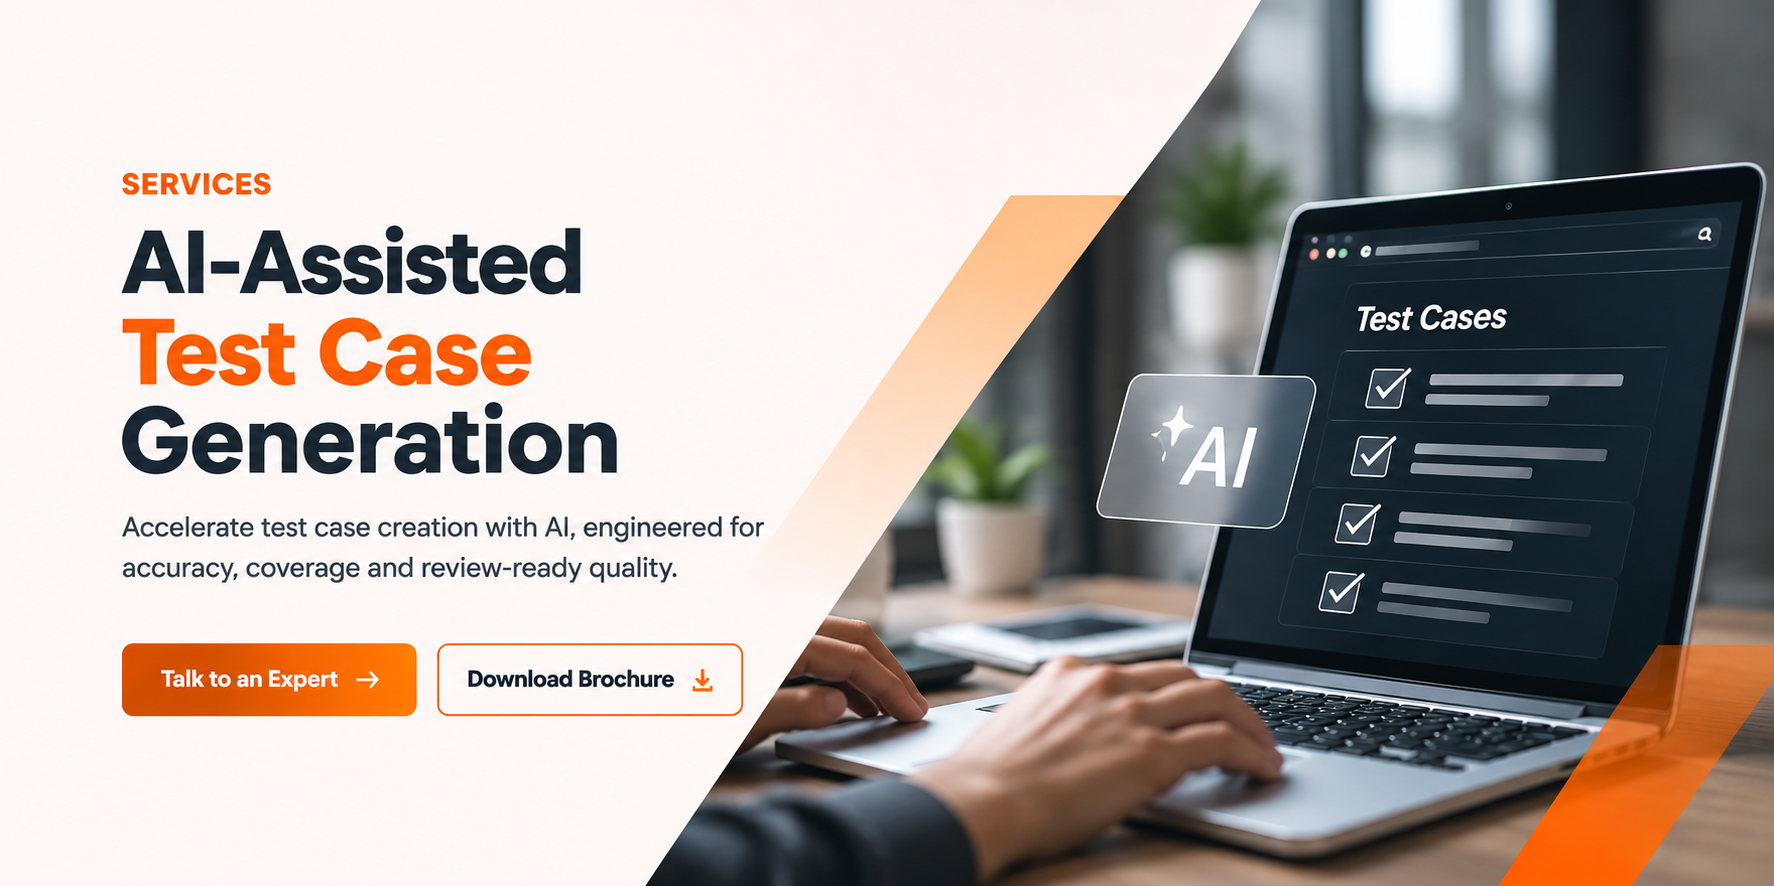 SERVICES
AI-Assisted
Test Case
Generation
Accelerate test case creation with AI, engineered for
accuracy, coverage and review-ready quality.
Talk to an Expert
Download Brochure
Test Cases
AI